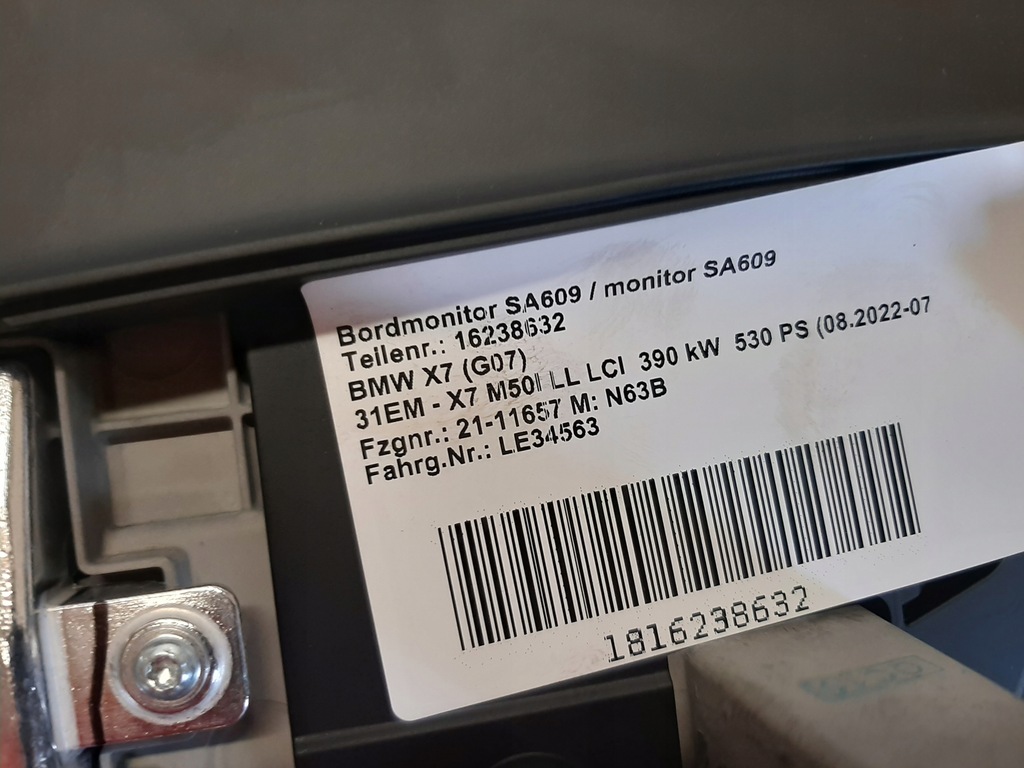 Bordmonitor SA609 / monitor SA609
Teilenr.: 16238632
BMW X7 (G07)
31EM - X7 M50I LL LCI 390 kW 530 PS (08.2022-07
Fzgnr.: 21-11657 M: N63B
Fahrg.Nr.: LE34563
1816238632